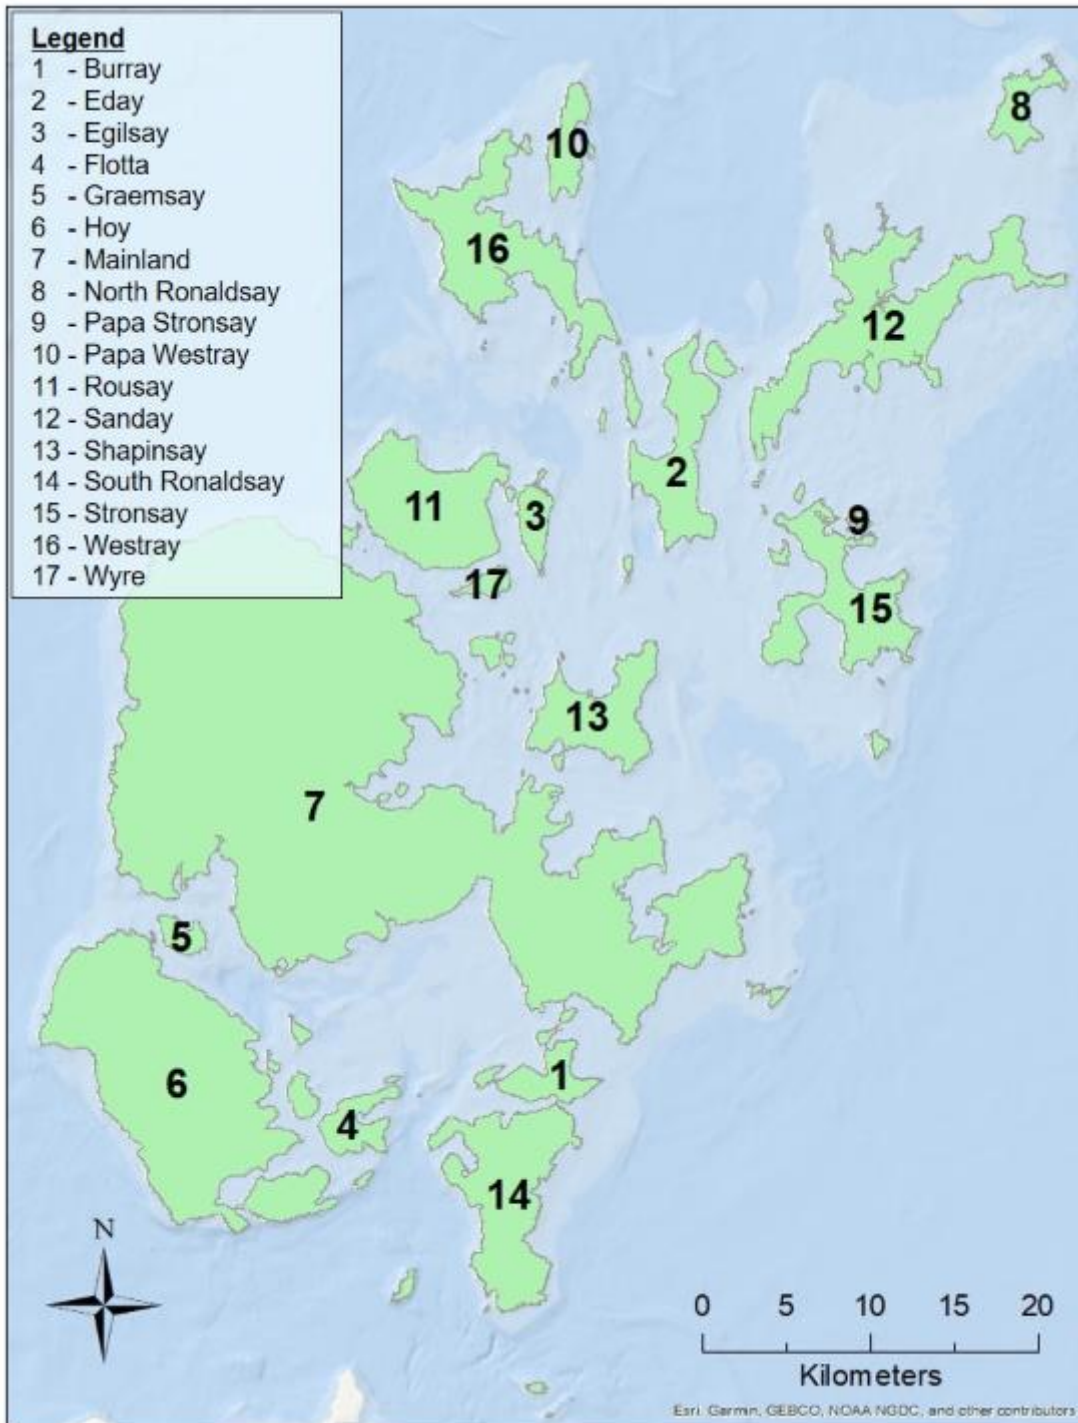 Legend
1 - Burray
2 - Eday
3 - Egilsay
4 - Flotta
5 - Graemsay
6 - Hoy
7 - Mainland
8 - North Ronaldsay
9 - Papa Stronsay
10 - Papa Westray
11 - Rousay
12 - Sanday
13 - Shapinsay
14 - South Ronaldsay
15 - Stronsay
16 - Westray
17 - Wyre
8
10
16
12
2
11
3
9
17
15
13
7
5
1
6
4
14
N
0 5 10 15 20
Kilometers
Esri, Garmin, GEBCO, NOAA NGDC, and other contributors